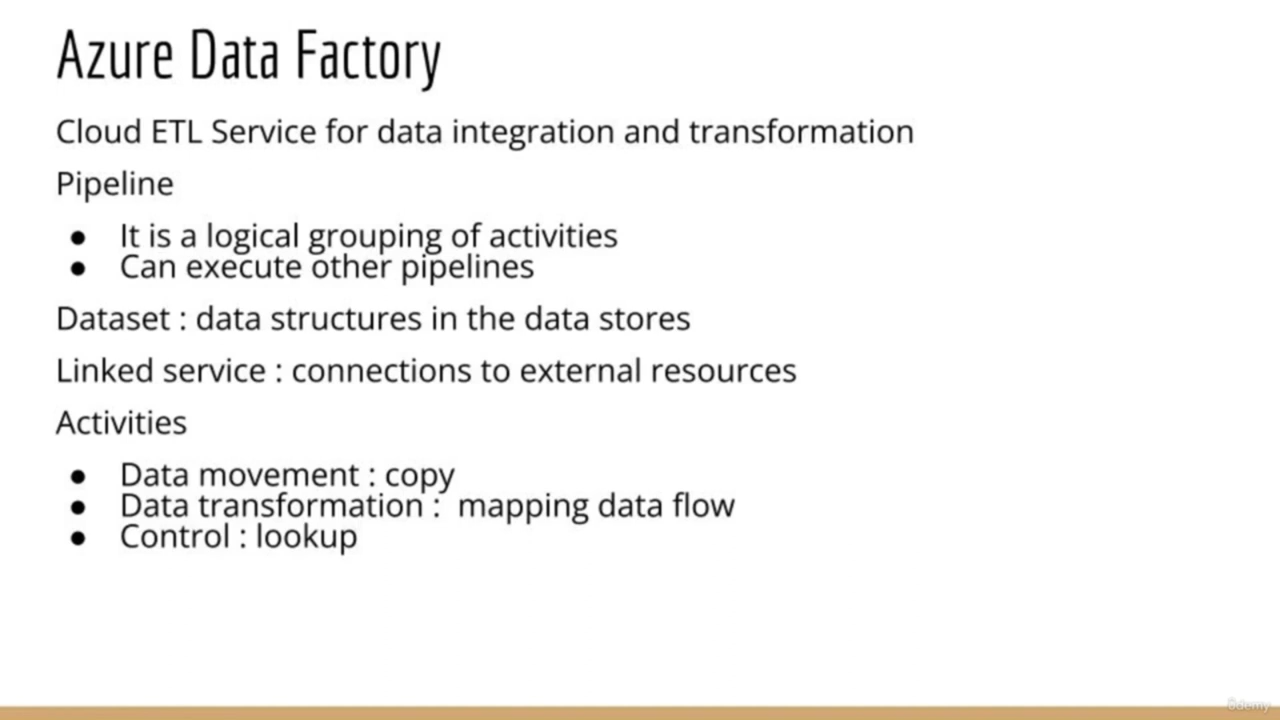 Azure Data Factory
Cloud ETL Service for data integration and transformation
Pipeline
● It is a logical grouping of activities
● Can execute other pipelines
Dataset : data structures in the data stores
Linked service : connections to external resources
Activities
● Data movement : copy
● Data transformation :  mapping data flow
● Control : lookup
Udemy